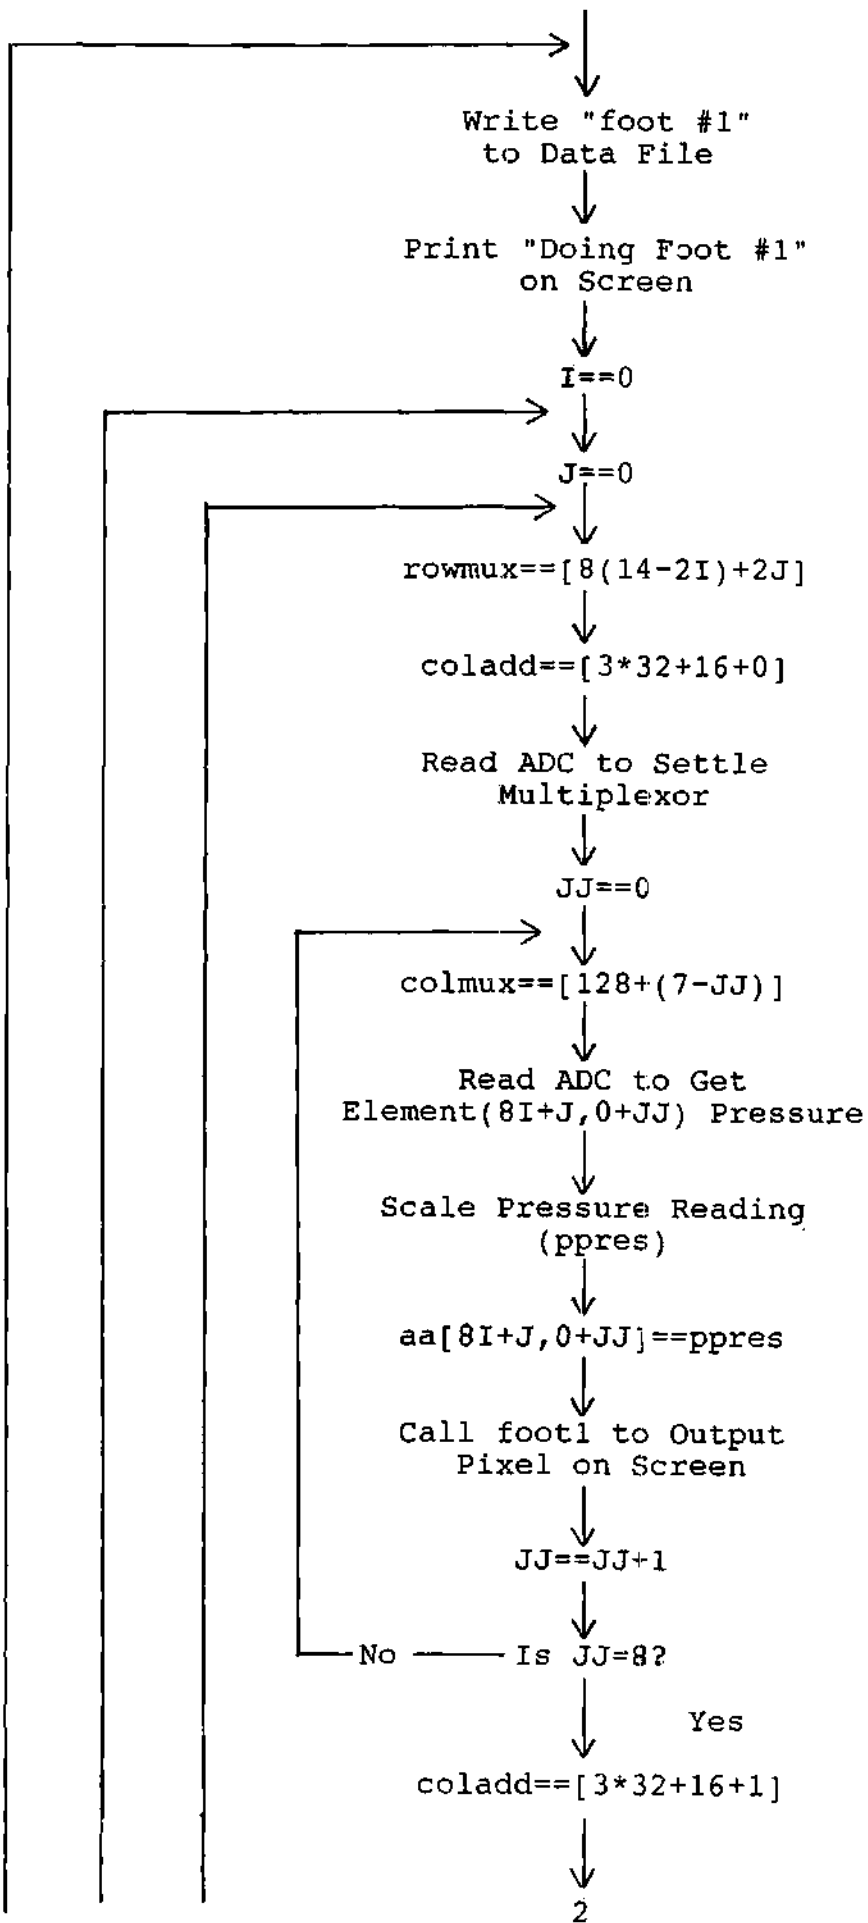 Write "foot #1"
to Data File
Print "Doing Foot #1"
on Screen
I==0
J==0
rowmux==[8(14-2I)+2J]
coladd==[3*32+16+0]
Read ADC to Settle
Multiplexor
JJ==0
colmux==[128+(7-JJ)]
Read ADC to Get
Element(8I+J,0+JJ) Pressure
Scale Pressure Reading
(ppres)
aa[8I+J,0+JJ]==ppres
Call foot1 to Output
Pixel on Screen
JJ==JJ+1
No Is JJ=8?
Yes
coladd==[3*32+16+1]
2